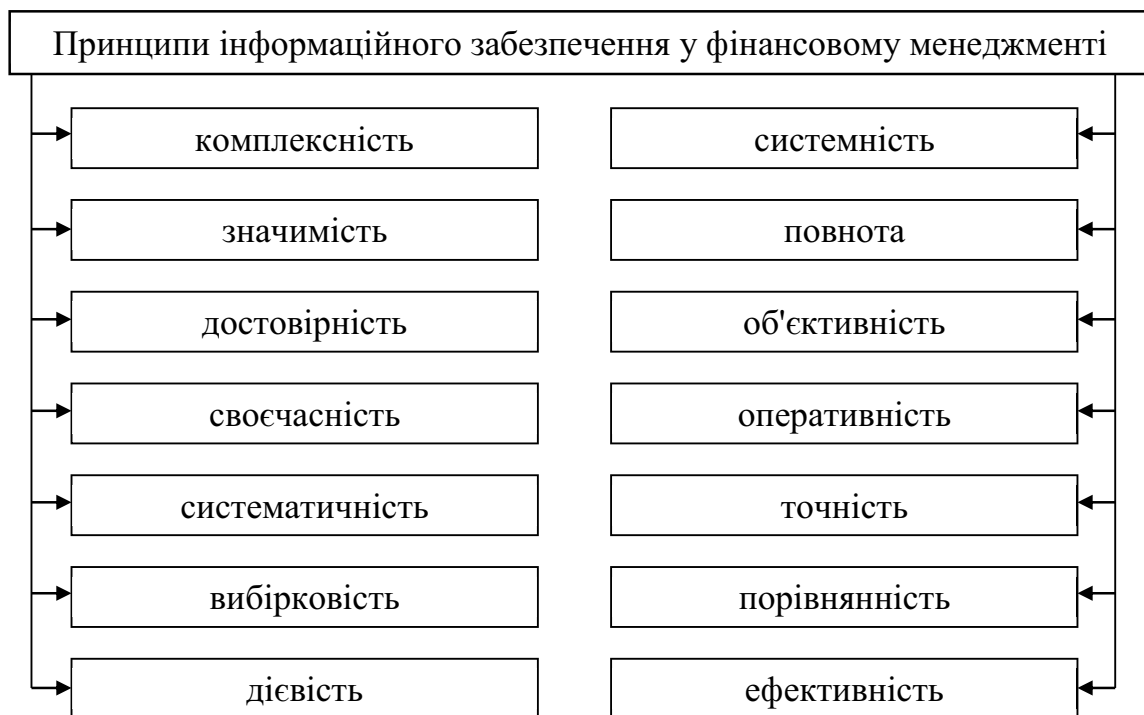 Принципи інформаційного забезпечення у фінансовому менеджменті
комплексність
системність
значимість
повнота
достовірність
об'єктивність
своєчасність
оперативність
систематичність
точність
вибірковість
порівнянність
дієвість
ефективність